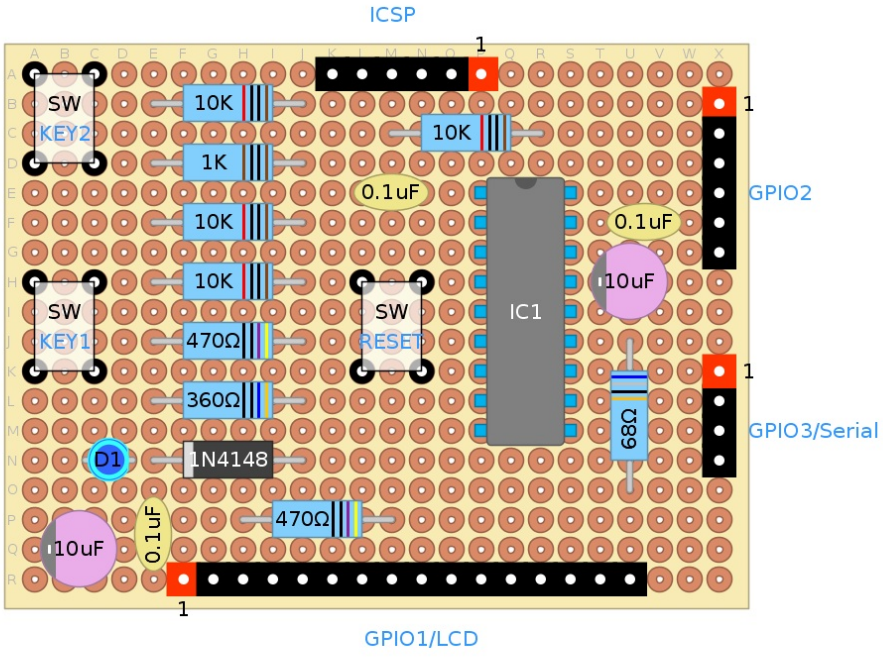 ICSP
1
A B C D E F G H I J K L M N O P Q R S T U V W X
A
B
C
D
E
F
G
H
I
J
K
L
M
N
O
P
Q
R
SW
KEY2
10K
10K
1
1K
0.1uF
GPIO2
10K
0.1uF
10K
10uF
SW
KEY1
SW
RESET
IC1
470Ω
1
360Ω
68Ω
GPIO3/Serial
D1
1N4148
470Ω
10uF
0.1uF
1
GPIO1/LCD